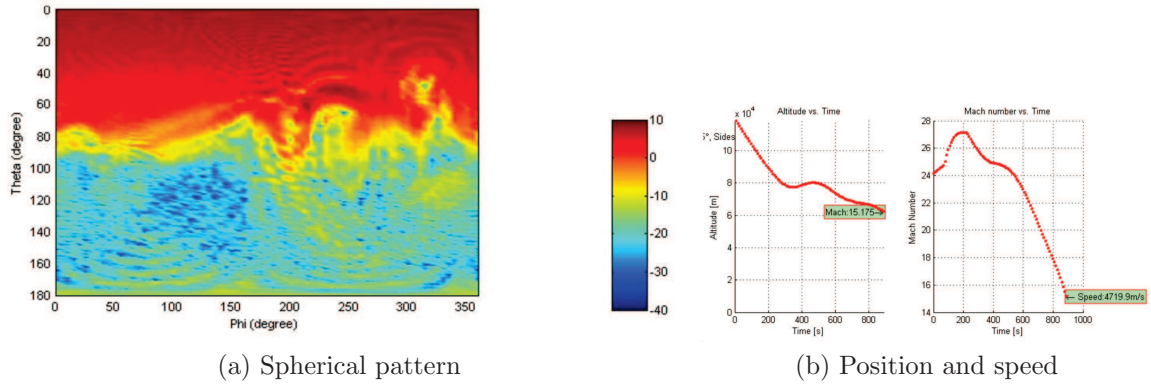 0
20
40
60
80
100
120
140
160
180
Theta (degree)
0 50 100 150 200 250 300 350
Phi (degree)
10
0
-10
-20
-30
-40
(a) Spherical pattern
x 10⁴
Altitude vs. Time
5°, Sides
10
8
6
4
2
0
Altitude [m]
Mach:15.175→
0 200 400 600 800
Time [s]
Mach number vs. Time
28
26
24
22
20
18
16
14
Mach Number
← Speed:4719.9m/s
0 200 400 600 800 1000
Time [s]
(b) Position and speed